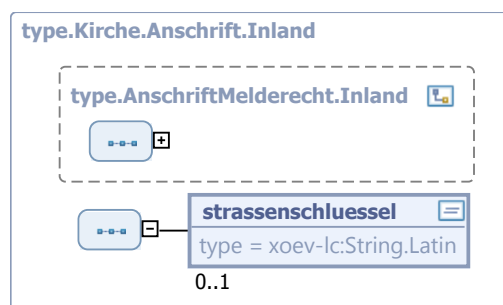 type.Kirche.Anschrift.Inland
type.AnschriftMelderecht.Inland
strassenschluessel
type = xoev-lc:String.Latin
0..1